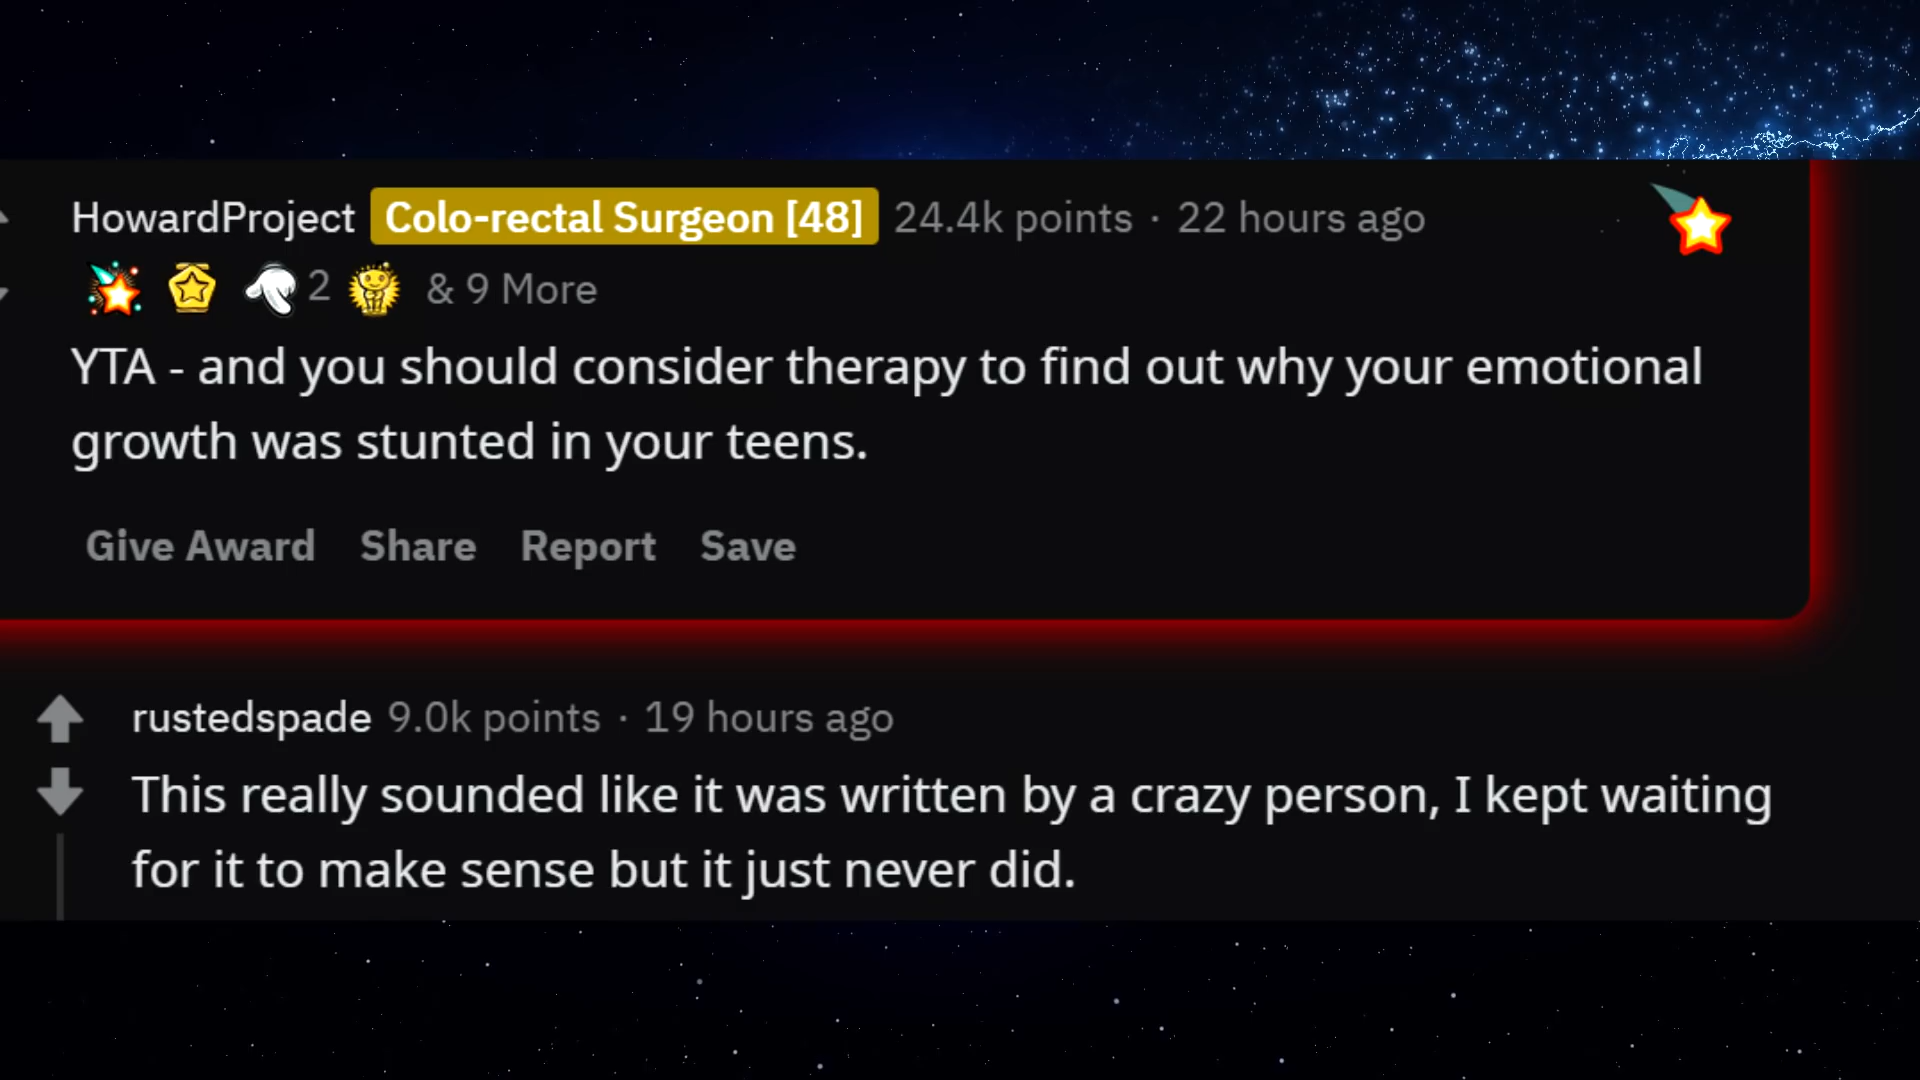 HowardProject Colo-rectal Surgeon [48] 24.4k points · 22 hours ago
2 & 9 More
YTA - and you should consider therapy to find out why your emotional
growth was stunted in your teens.
Give Award Share Report Save
rustedspade 9.0k points · 19 hours ago
This really sounded like it was written by a crazy person, I kept waiting
for it to make sense but it just never did.